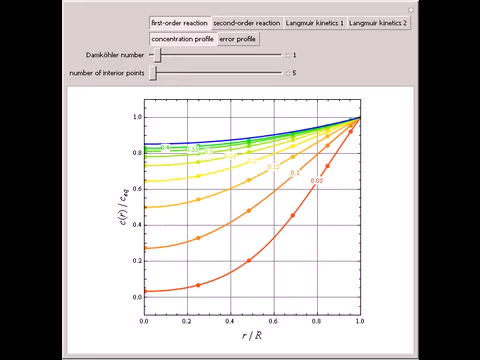 first-order reaction second-order reaction Langmuir kinetics 1 Langmuir kinetics 2
concentration profile error profile
Damköhler number 1
number of interior points 5
1.0
0.8
0.6
0.4
0.2
0.0
c(r) / c_eq
0.15
0.1
0.05
0.0 0.2 0.4 0.6 0.8 1.0
r / R